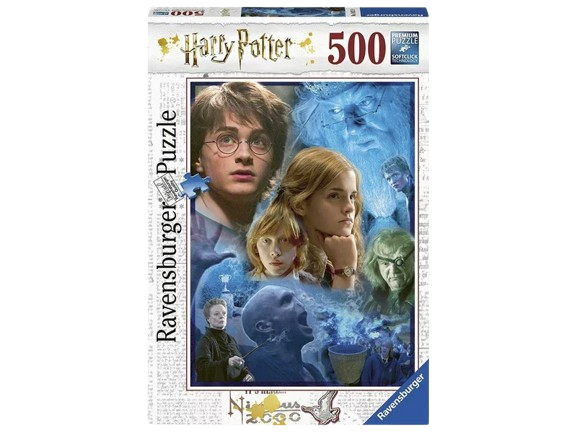 Harry Potter
500
PREMIUM
PUZZLE
SOFTCLICK
TECHNOLOGY
Ravensburger Puzzle
Ravensburger